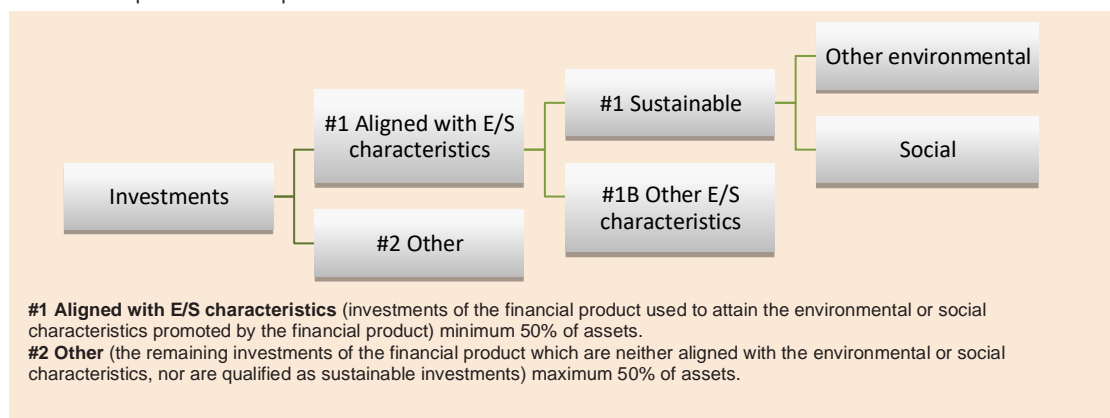 Other environmental
#1 Sustainable
#1 Aligned with E/S
characteristics
Social
Investments
#1B Other E/S
characteristics
#2 Other
#1 Aligned with E/S characteristics (investments of the financial product used to attain the environmental or social
characteristics promoted by the financial product) minimum 50% of assets.
#2 Other (the remaining investments of the financial product which are neither aligned with the environmental or social
characteristics, nor are qualified as sustainable investments) maximum 50% of assets.